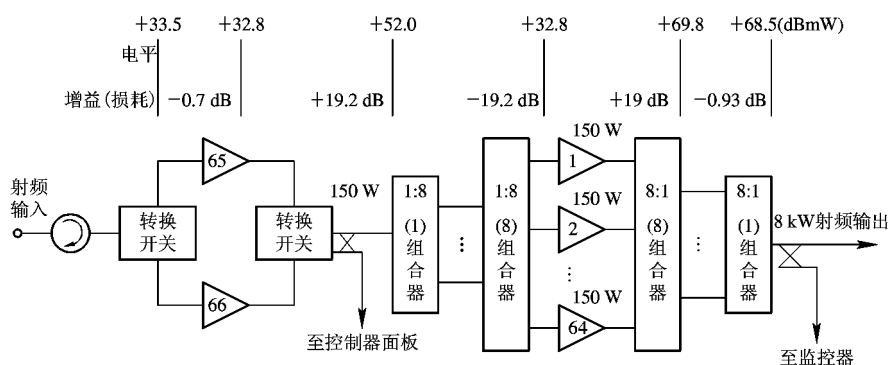 +33.5 +32.8 +52.0 +32.8 +69.8 +68.5(dBmW)
电平
增益(损耗) −0.7 dB +19.2 dB −19.2 dB +19 dB −0.93 dB
150 W 150 W
65
1
射频
输入
转换
开关
转换
开关
150 W
1:8
(1)
组
合
器
⋮
1:8
(8)
组
合
器
2
150 W
⋮
150 W
8:1
(8)
组
合
器
⋮
8:1
(1)
组
合
器
8 kW射频输出
66
64
至控制器面板
至监控器